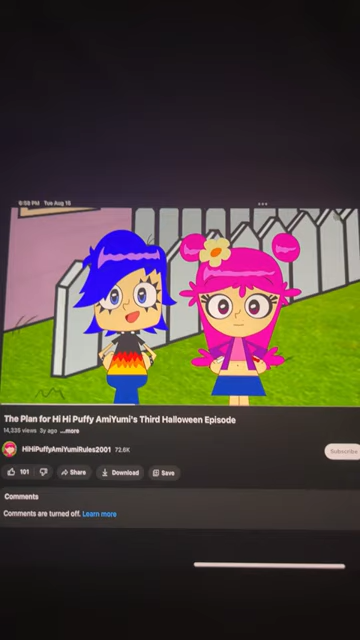 6:59 PM Tue Aug 15
The Plan for Hi Hi Puffy AmiYumi's Third Halloween Episode
14,335 views 3y ago ...more
HiHiPuffyAmiYumiRules2001 72.6K
Subscribe
101 Share Download Save
Comments
Comments are turned off. Learn more